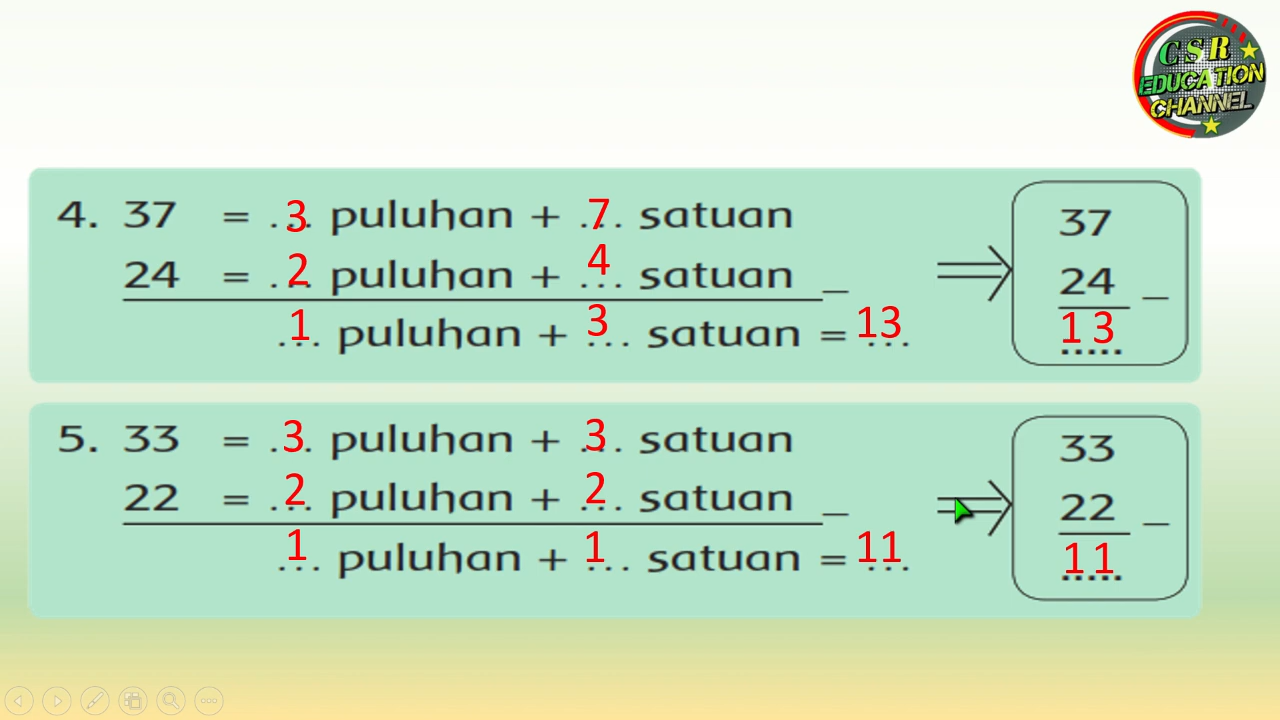 CSR
EDUCATION
CHANNEL
4. 37 = ...3 puluhan + ...7 satuan
24 = ...2 puluhan + ...4 satuan _
...1 puluhan + ...3 satuan = ...13
37
24 _
.....13
5. 33 = ...3 puluhan + ...3 satuan
22 = ...2 puluhan + ...2 satuan _
...1 puluhan + ...1 satuan = ...11
33
22 _
.....11